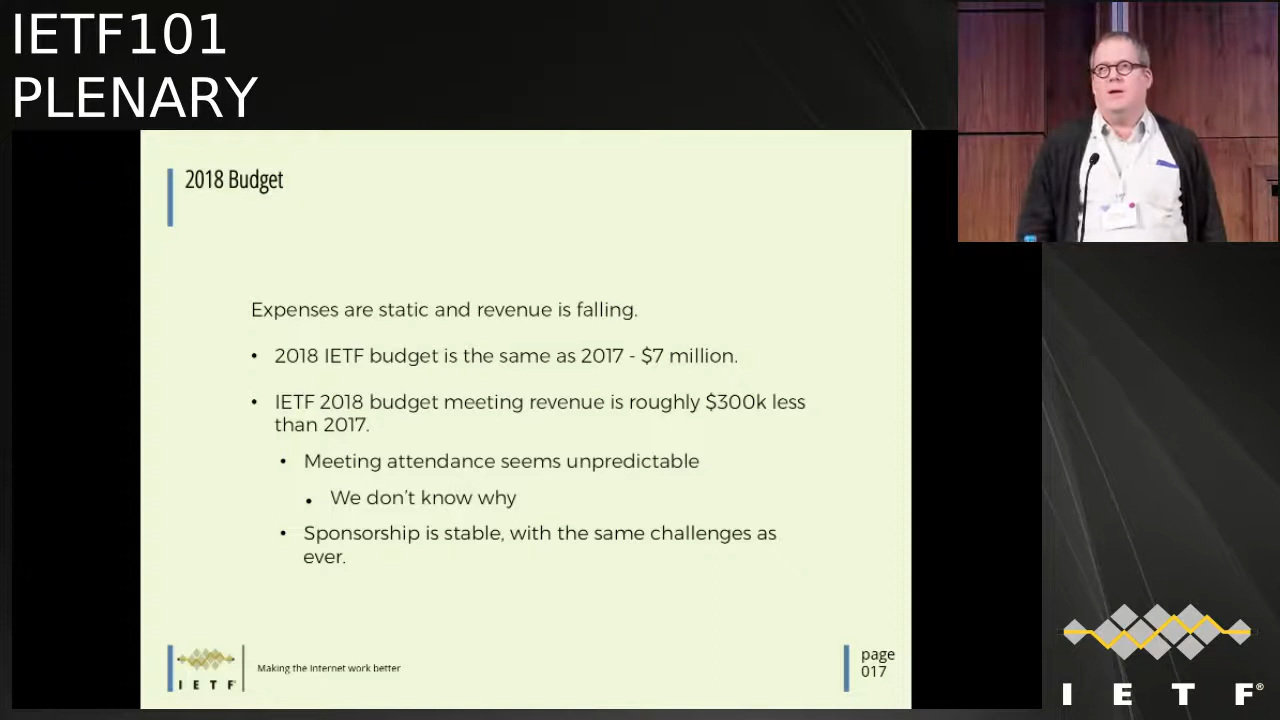 IETF101
PLENARY
2018 Budget
Expenses are static and revenue is falling.
• 2018 IETF budget is the same as 2017 - $7 million.
• IETF 2018 budget meeting revenue is roughly $300k less
than 2017.
• Meeting attendance seems unpredictable
• We don’t know why
• Sponsorship is stable, with the same challenges as
ever.
I E T F
Making the Internet work better
page
017
I E T F®